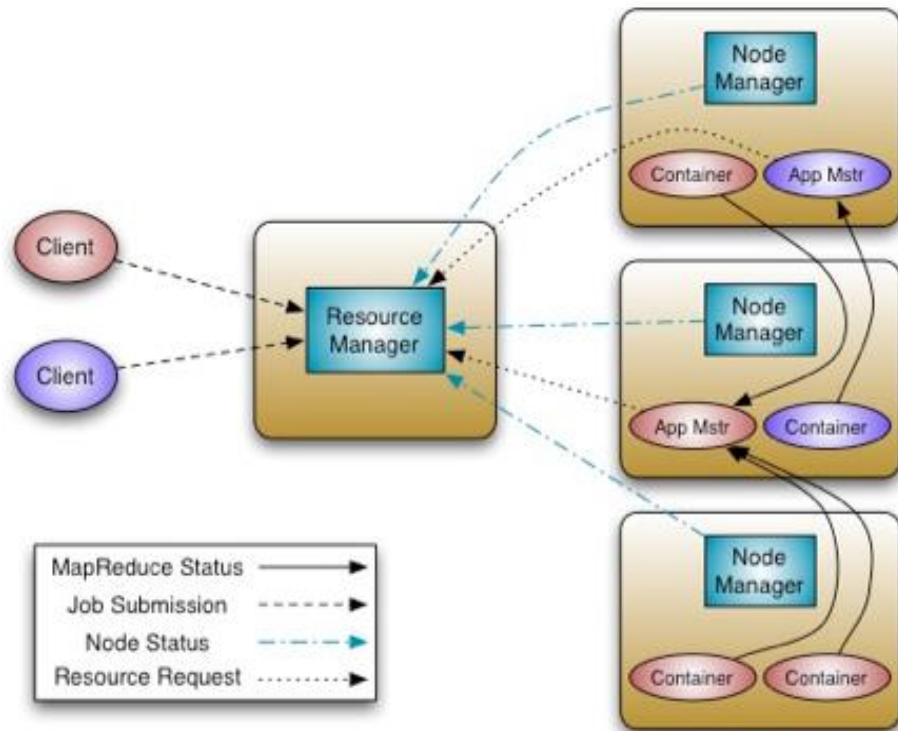 Node
Manager
Container
App Mstr
Client
Client
Resource
Manager
Node
Manager
App Mstr
Container
Node
Manager
Container
Container
MapReduce Status
Job Submission
Node Status
Resource Request